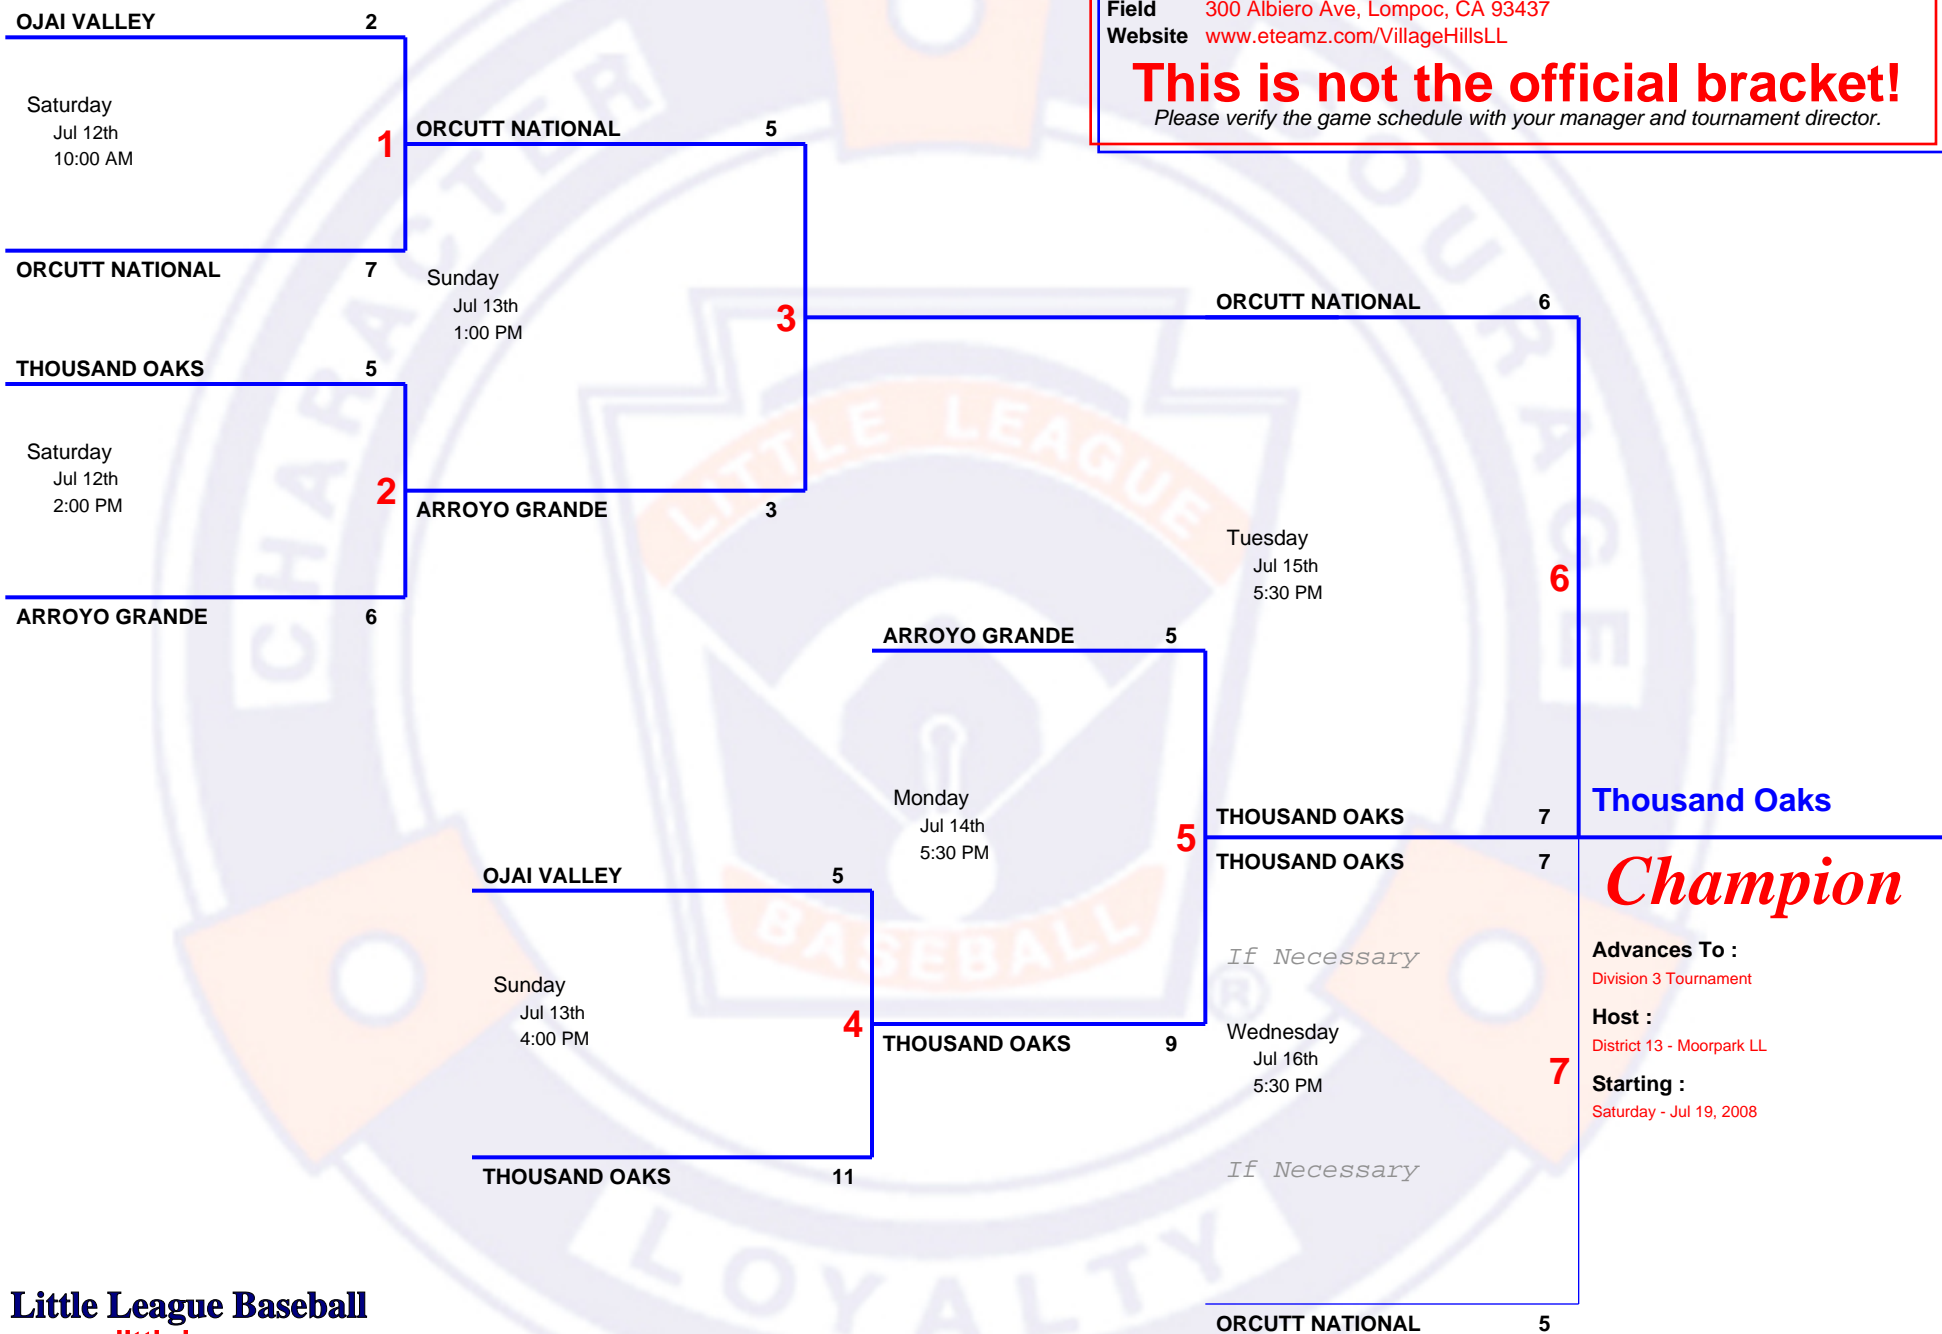 OJAI VALLEY 2
Field 300 Albiero Ave, Lompoc, CA 93437
Website www.eteamz.com/VillageHillsLL
This is not the official bracket!
Please verify the game schedule with your manager and tournament director.
Saturday
Jul 12th
10:00 AM
1
ORCUTT NATIONAL 5
ORCUTT NATIONAL 7
Sunday
Jul 13th
1:00 PM
3
ORCUTT NATIONAL 6
THOUSAND OAKS 5
Saturday
Jul 12th
2:00 PM
2
ARROYO GRANDE 3
ARROYO GRANDE 6
Tuesday
Jul 15th
5:30 PM
6
ARROYO GRANDE 5
Monday
Jul 14th
5:30 PM
5
THOUSAND OAKS 7
Thousand Oaks
THOUSAND OAKS 7
Champion
OJAI VALLEY 5
If Necessary
Advances To :
Division 3 Tournament
Sunday
Jul 13th
4:00 PM
4
THOUSAND OAKS 9
Wednesday
Jul 16th
5:30 PM
7
Host :
District 13 - Moorpark LL
Starting :
Saturday - Jul 19, 2008
THOUSAND OAKS 11
If Necessary
ORCUTT NATIONAL 5
Little League Baseball
CHARACTER
COURAGE
LOYALTY
LITTLE LEAGUE
BASEBALL
®